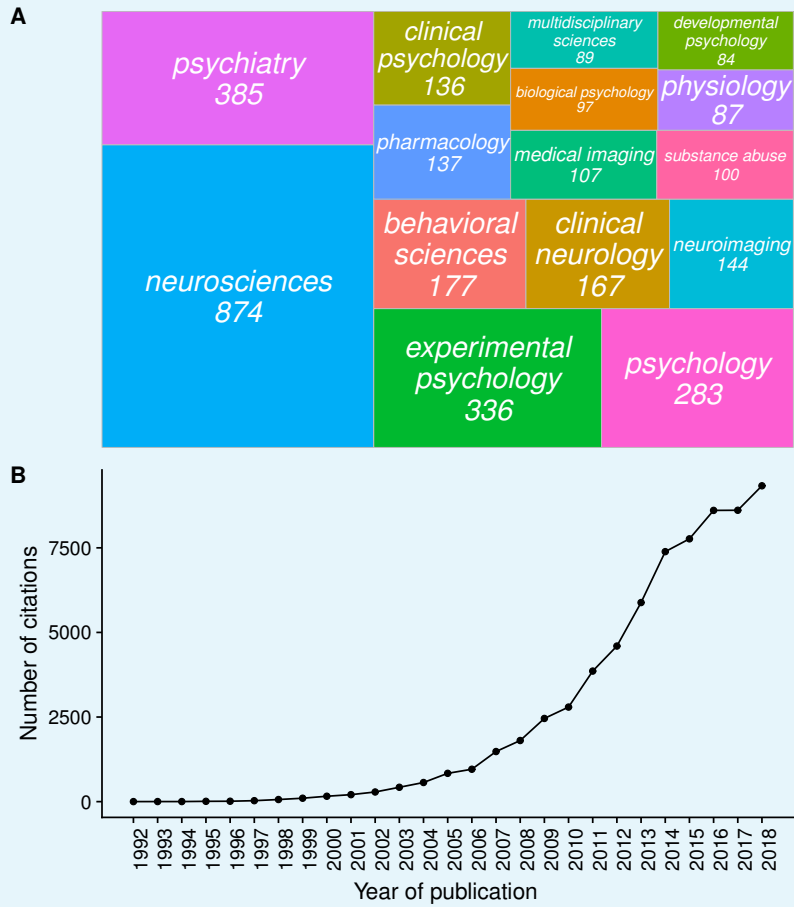 A
psychiatry
385
neurosciences
874
clinical
psychology
136
pharmacology
137
multidisciplinary
sciences
89
developmental
psychology
84
biological psychology
97
physiology
87
medical imaging
107
substance abuse
100
behavioral
sciences
177
clinical
neurology
167
neuroimaging
144
experimental
psychology
336
psychology
283
B
Number of citations
7500
5000
2500
0
1992
1993
1994
1995
1996
1997
1998
1999
2000
2001
2002
2003
2004
2005
2006
2007
2008
2009
2010
2011
2012
2013
2014
2015
2016
2017
2018
Year of publication